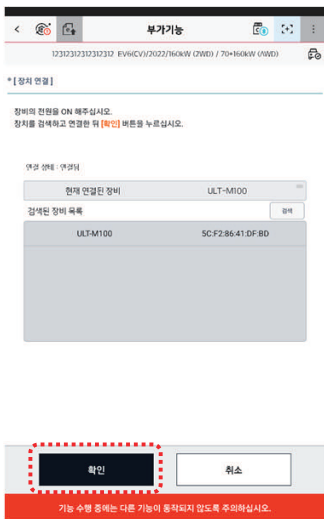 부가기능
12312312312312312 EV6(CV)/2022/160kW (2WD) / 70+160kW (AWD)
* [ 장치 연결 ]
장비의 전원을 ON 해주십시오.
장치를 검색하고 연결한 뒤 [확인] 버튼을 누르십시오.
연결 상태 : 연결됨
현재 연결된 장비 ULT-M100
검색된 장비 목록 검색
ULT-M100 5C:F2:86:41:DF:BD
확인 취소
기능 수행 중에는 다른 기능이 동작되지 않도록 주의하십시오.